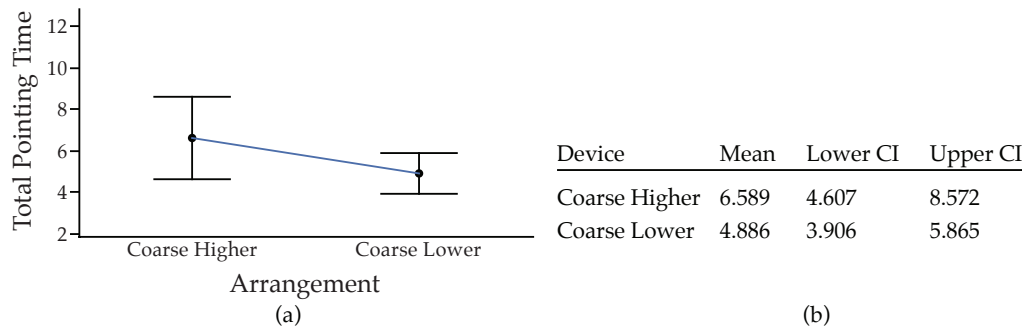 Total Pointing Time
12
10
8
6
4
2
Coarse Higher Coarse Lower
Arrangement
(a)
Device Mean Lower CI Upper CI
Coarse Higher 6.589 4.607 8.572
Coarse Lower 4.886 3.906 5.865
(b)